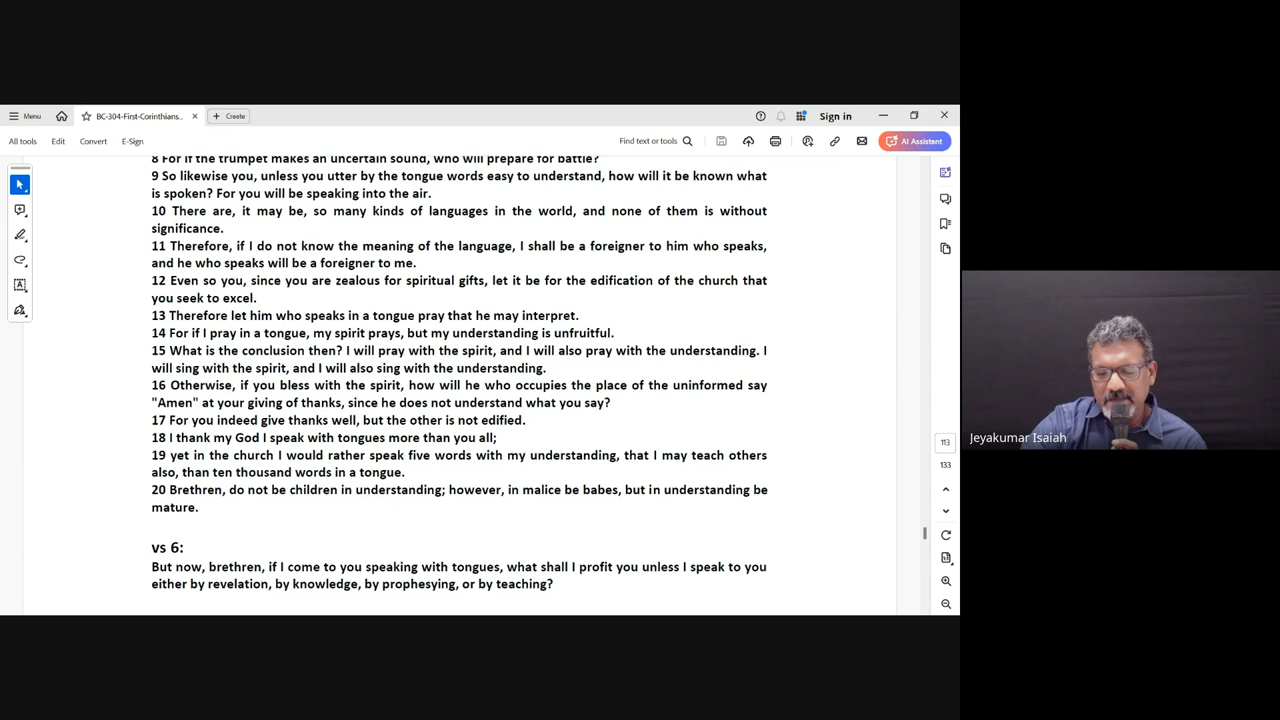 Menu
BC-304-First-Corinthians...
Create
Sign in
All tools
Edit
Convert
E-Sign
Find text or tools
AI Assistant
8 For if the trumpet makes an uncertain sound, who will prepare for battle?
9 So likewise you, unless you utter by the tongue words easy to understand, how will it be known what
is spoken? For you will be speaking into the air.
10 There are, it may be, so many kinds of languages in the world, and none of them is without
significance.
11 Therefore, if I do not know the meaning of the language, I shall be a foreigner to him who speaks,
and he who speaks will be a foreigner to me.
12 Even so you, since you are zealous for spiritual gifts, let it be for the edification of the church that
you seek to excel.
13 Therefore let him who speaks in a tongue pray that he may interpret.
14 For if I pray in a tongue, my spirit prays, but my understanding is unfruitful.
15 What is the conclusion then? I will pray with the spirit, and I will also pray with the understanding. I
will sing with the spirit, and I will also sing with the understanding.
16 Otherwise, if you bless with the spirit, how will he who occupies the place of the uninformed say
"Amen" at your giving of thanks, since he does not understand what you say?
17 For you indeed give thanks well, but the other is not edified.
18 I thank my God I speak with tongues more than you all;
19 yet in the church I would rather speak five words with my understanding, that I may teach others
also, than ten thousand words in a tongue.
20 Brethren, do not be children in understanding; however, in malice be babes, but in understanding be
mature.
vs 6:
But now, brethren, if I come to you speaking with tongues, what shall I profit you unless I speak to you
either by revelation, by knowledge, by prophesying, or by teaching?
113
133
Jeyakumar Isaiah